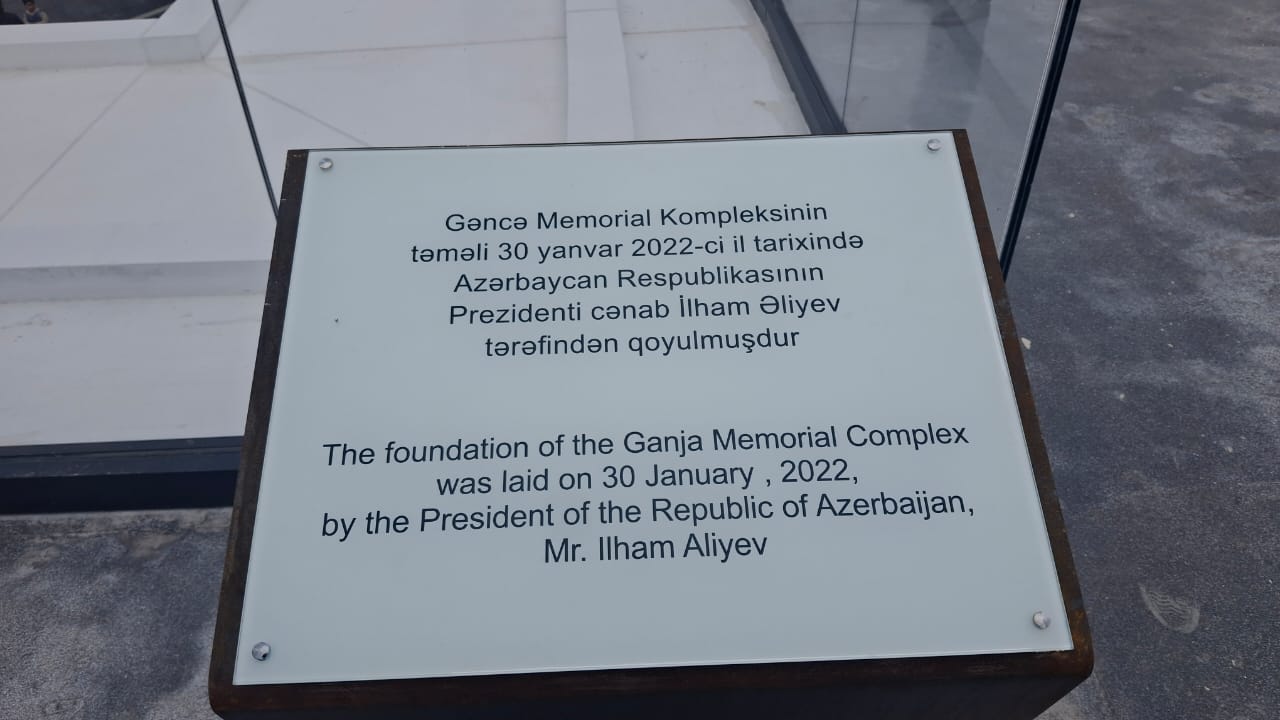 Gəncə Memorial Kompleksinin
təməli 30 yanvar 2022-ci il tarixində
Azərbaycan Respublikasının
Prezidenti cənab İlham Əliyev
tərəfindən qoyulmuşdur
The foundation of the Ganja Memorial Complex
was laid on 30 January , 2022,
by the President of the Republic of Azerbaijan,
Mr. Ilham Aliyev